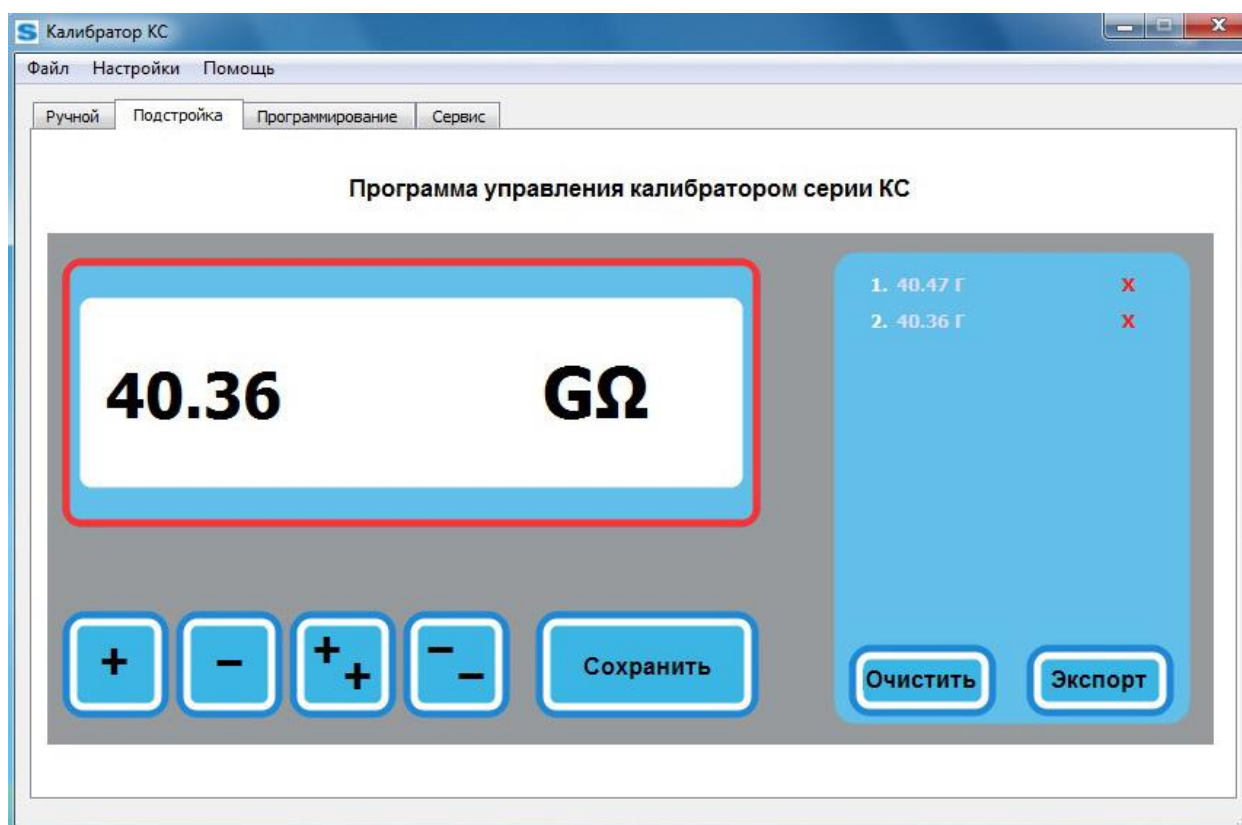 Калибратор КС
Файл Настройки Помощь
Ручной Подстройка Программирование Сервис
Программа управления калибратором серии КС
40.36 GΩ
1. 40.47 Г X
2. 40.36 Г X
+ − ++ −− Сохранить
Очистить Экспорт